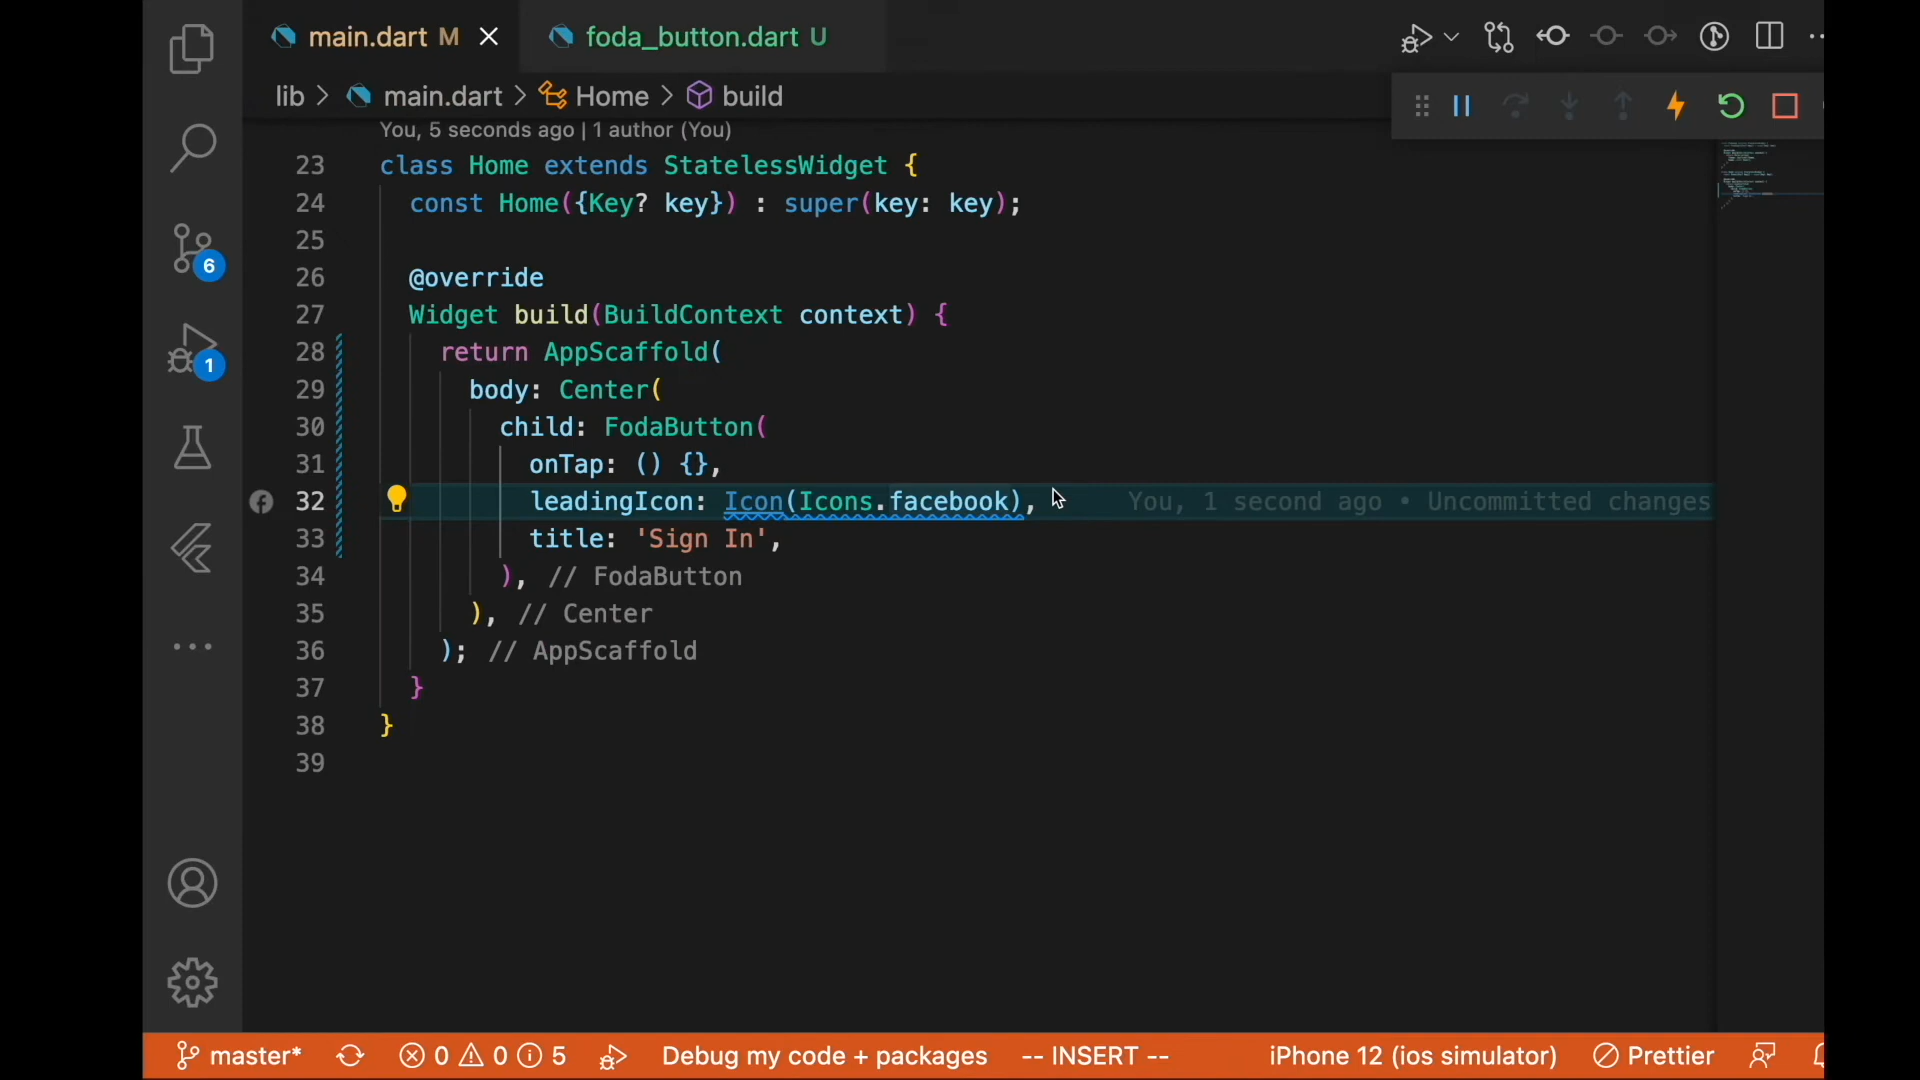 main.dart M
foda_button.dart U
lib > main.dart > Home > build
You, 5 seconds ago | 1 author (You)
23 class Home extends StatelessWidget {
24 const Home({Key? key}) : super(key: key);
25
26 @override
27 Widget build(BuildContext context) {
28 return AppScaffold(
29 body: Center(
30 child: FodaButton(
31 onTap: () {},
32 leadingIcon: Icon(Icons.facebook), You, 1 second ago • Uncommitted changes
33 title: 'Sign In',
34 ), // FodaButton
35 ), // Center
36 ); // AppScaffold
37 }
38 }
39
6
1
master* 0 0 5 Debug my code + packages -- INSERT -- iPhone 12 (ios simulator) Prettier